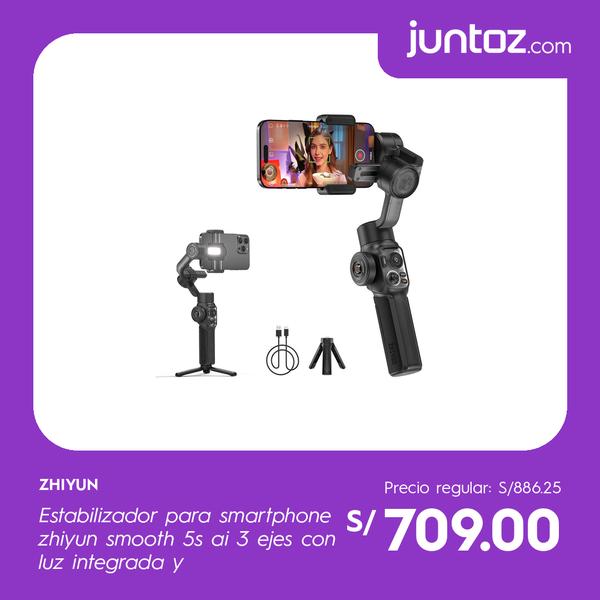 juntoz.com
ZHIYUN
Estabilizador para smartphone
zhiyun smooth 5s ai 3 ejes con
luz integrada y
Precio regular: S/886.25
S/709.00